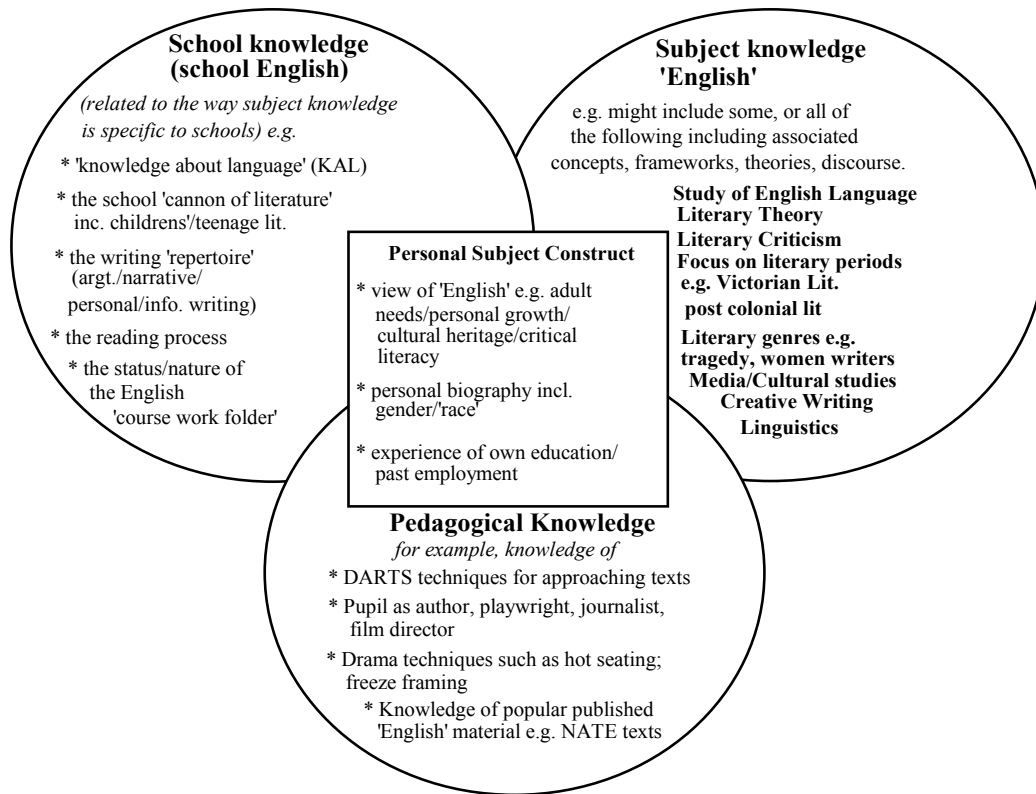 School knowledge
(school English)
(related to the way subject knowledge
is specific to schools) e.g.
* 'knowledge about language' (KAL)
* the school 'cannon of literature'
inc. childrens'/teenage lit.
* the writing 'repertoire'
(argt./narrative/
personal/info. writing)
* the reading process
* the status/nature of
the English
'course work folder'
Subject knowledge
'English'
e.g. might include some, or all of
the following including associated
concepts, frameworks, theories, discourse.
Study of English Language
Literary Theory
Literary Criticism
Focus on literary periods
e.g. Victorian Lit.
post colonial lit
Literary genres e.g.
tragedy, women writers
Media/Cultural studies
Creative Writing
Linguistics
Personal Subject Construct
* view of 'English' e.g. adult
needs/personal growth/
cultural heritage/critical
literacy
* personal biography incl.
gender/'race'
* experience of own education/
past employment
Pedagogical Knowledge
for example, knowledge of
* DARTS techniques for approaching texts
* Pupil as author, playwright, journalist,
film director
* Drama techniques such as hot seating;
freeze framing
* Knowledge of popular published
'English' material e.g. NATE texts